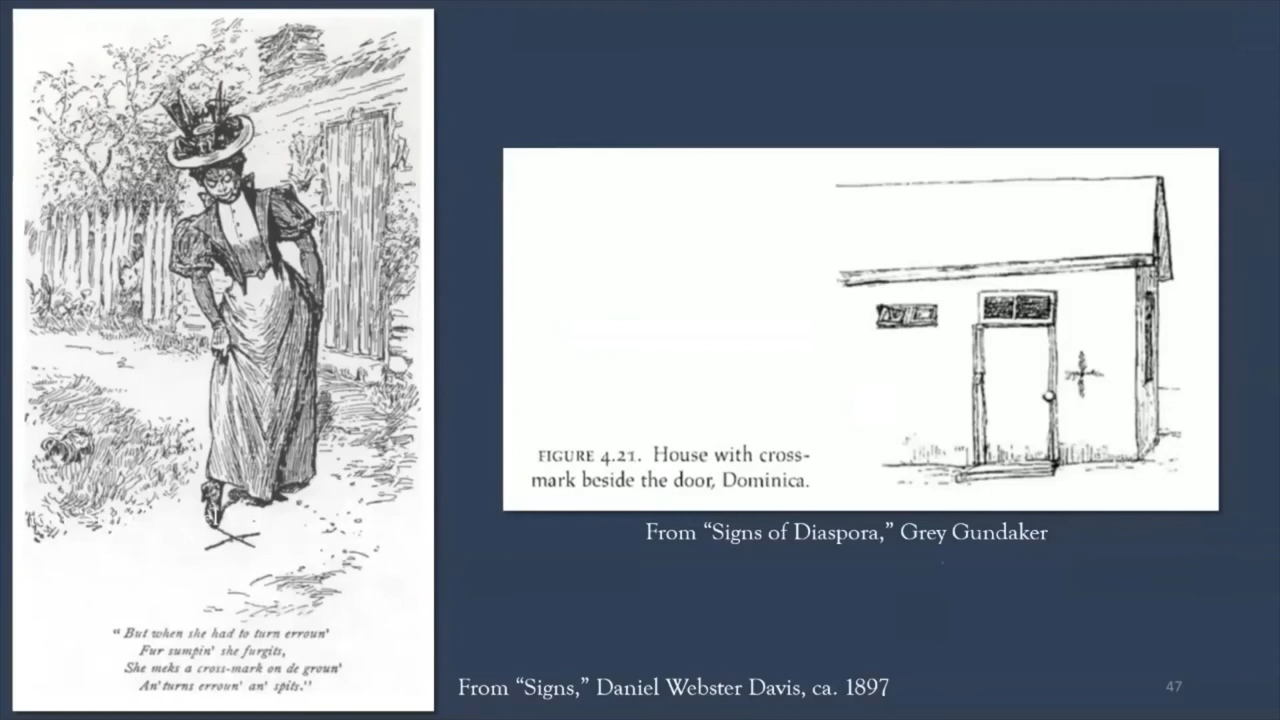 “ But when she had to turn erroun’
Fur sumpin’ she furgits,
She meks a cross-mark on de groun’
An’ turns erroun’ an’ spits.”
FIGURE 4.21. House with cross-
mark beside the door, Dominica.
From “Signs of Diaspora,” Grey Gundaker
From “Signs,” Daniel Webster Davis, ca. 1897
47